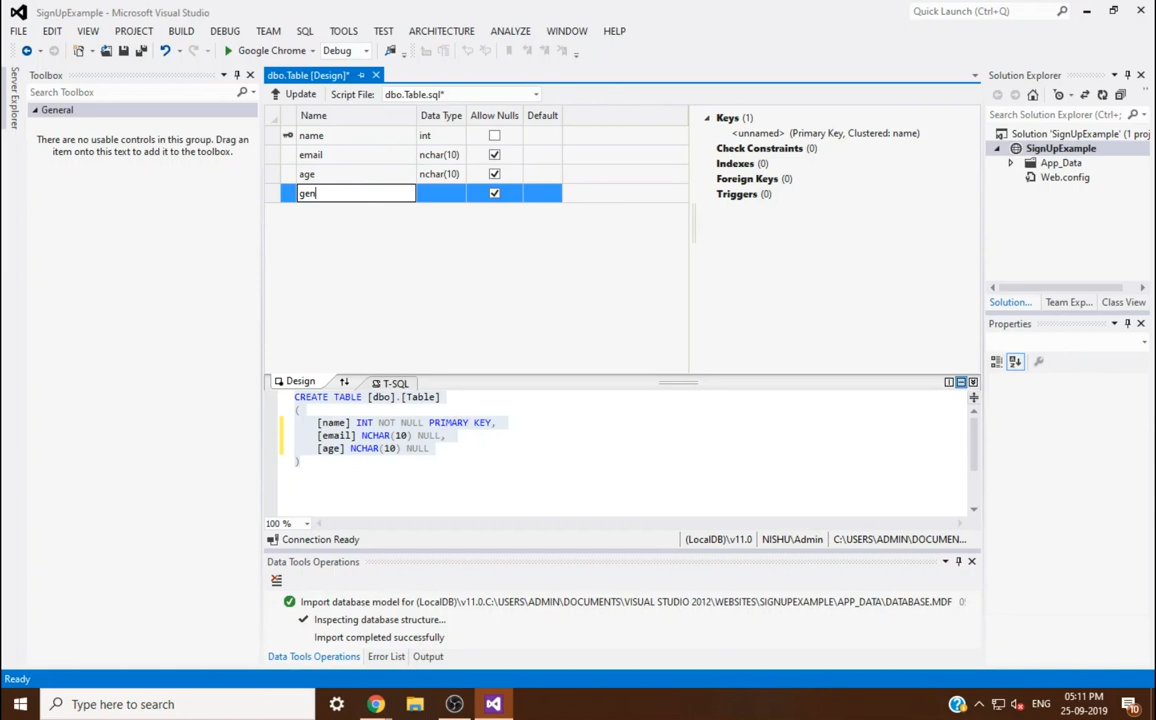 SignUpExample - Microsoft Visual Studio
Quick Launch (Ctrl+Q)
FILE EDIT VIEW PROJECT BUILD DEBUG TEAM SQL TOOLS TEST ARCHITECTURE ANALYZE WINDOW HELP
Google Chrome Debug
Server Explorer
Toolbox
Search Toolbox
General
There are no usable controls in this group. Drag an
item onto this text to add it to the toolbox.
dbo.Table [Design]*
Update Script File: dbo.Table.sql*
Name Data Type Allow Nulls Default
name int
email nchar(10)
age nchar(10)
gen
Keys (1)
<unnamed> (Primary Key, Clustered: name)
Check Constraints (0)
Indexes (0)
Foreign Keys (0)
Triggers (0)
Design T-SQL
CREATE TABLE [dbo].[Table]
(
[name] INT NOT NULL PRIMARY KEY,
[email] NCHAR(10) NULL,
[age] NCHAR(10) NULL
)
100 %
Connection Ready (LocalDB)\v11.0 NISHU\Admin C:\USERS\ADMIN\DOCUMEN...
Data Tools Operations
Import database model for (LocalDB)\v11.0.C:\USERS\ADMIN\DOCUMENTS\VISUAL STUDIO 2012\WEBSITES\SIGNUPEXAMPLE\APP_DATA\DATABASE.MDF
Inspecting database structure...
Import completed successfully
Data Tools Operations Error List Output
Solution Explorer
Search Solution Explorer (Ctrl+;)
Solution 'SignUpExample' (1 proj
SignUpExample
App_Data
Web.config
Solution... Team Exp... Class View
Properties
Ready
Type here to search
ENG
05:11 PM
25-09-2019
10